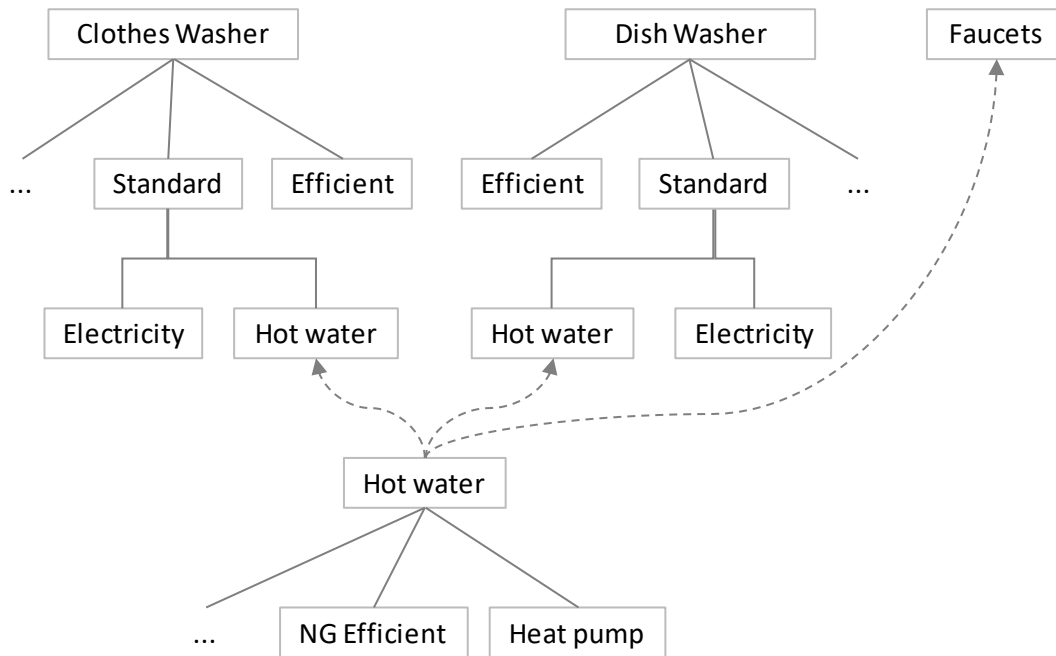 Clothes Washer
Dish Washer
Faucets
...
Standard
Efficient
Efficient
Standard
...
Electricity
Hot water
Hot water
Electricity
Hot water
...
NG Efficient
Heat pump